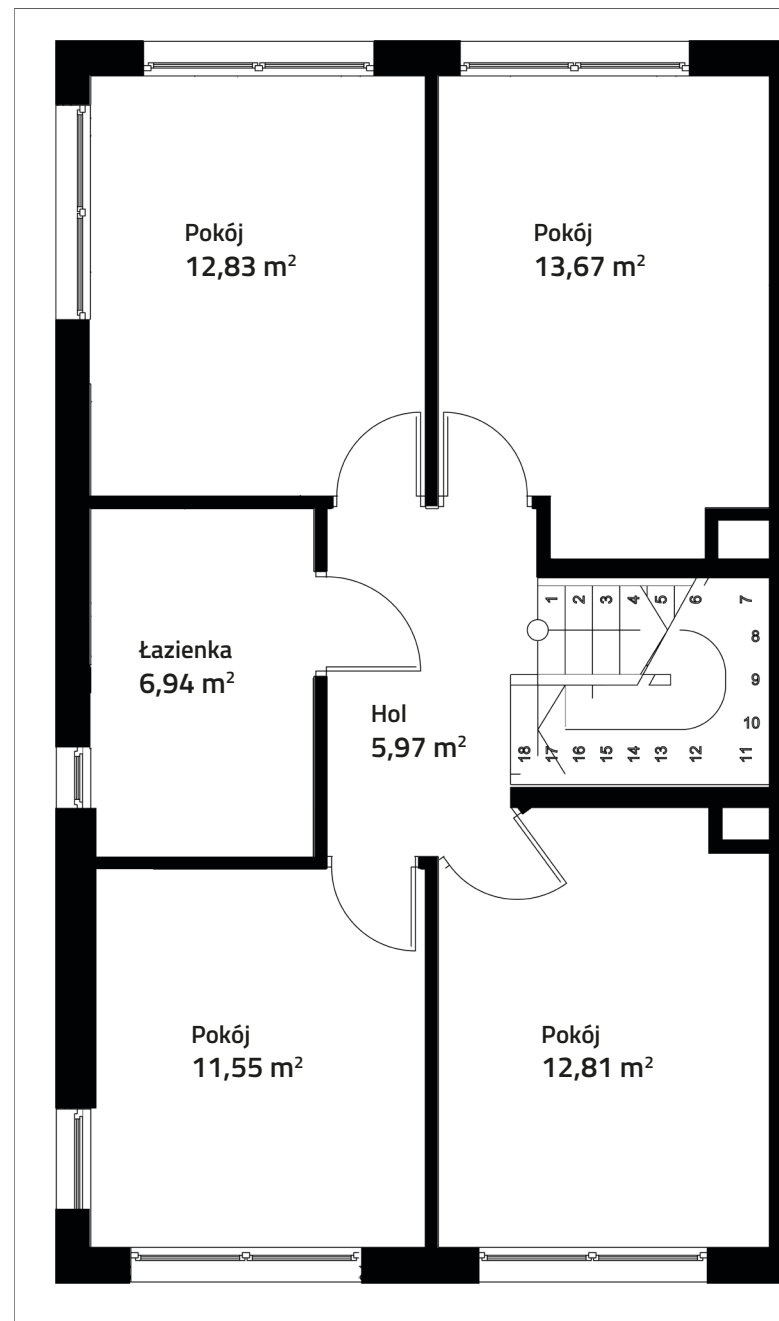 Pokój
12,83 m²
Pokój
13,67 m²
1 2 3 4 5 6 7
8
Łazienka
6,94 m²
9
Hol
5,97 m²
10
18 17 16 15 14 13 12 11
Pokój
11,55 m²
Pokój
12,81 m²